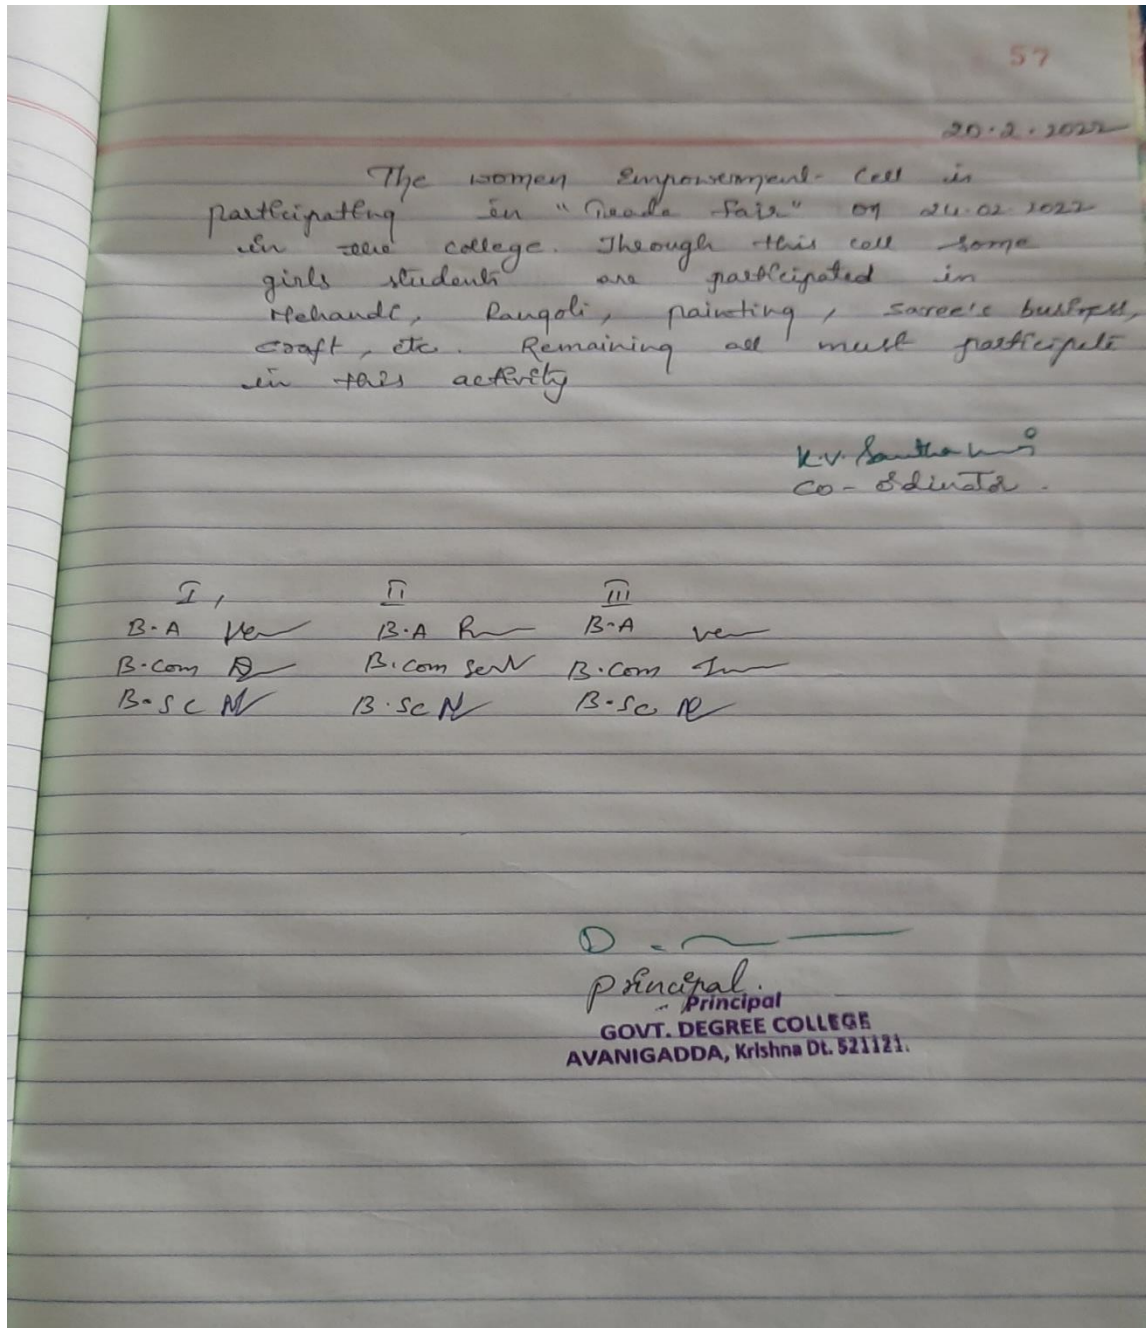 57
20.2.2022
The women Empowerment cell is
participating in "Trade fair" on 24.02.2022
in the college. Through this cell some
girls students are participated in
Mehandi, Rangoli, painting, saree's business,
craft, etc. Remaining all must participate
in this activity
K.V.
co-ordinator.
I, II III
B.A B.A B.A
B.com B.com B.com
B.sc B.sc B.sc
principal.
Principal
GOVT. DEGREE COLLEGE
AVANIGADDA, Krishna Dt. 521121.